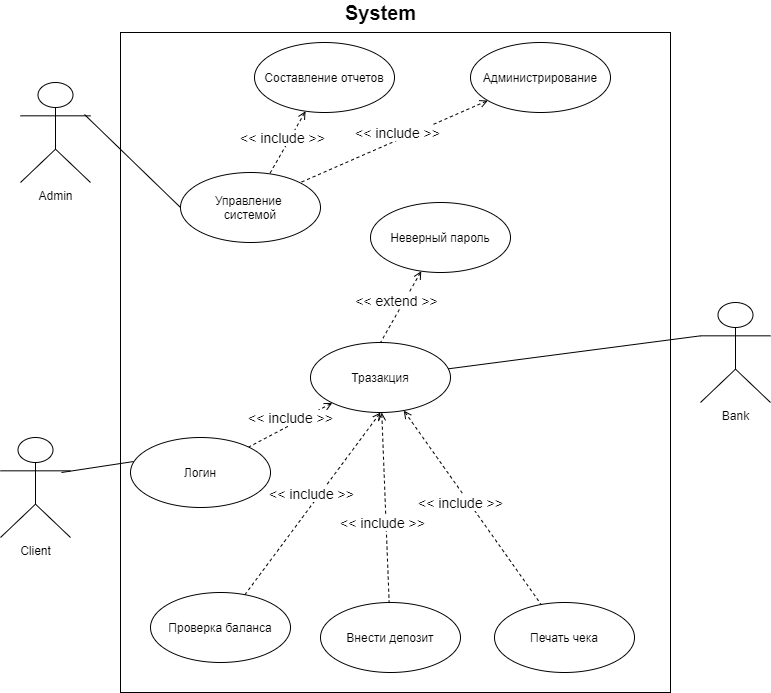 System
Составление отчетов
Администрирование
<< include >>
<< include >>
Admin
Управление
системой
Неверный пароль
<< extend >>
Тразакция
Bank
<< include >>
Логин
Client
<< include >>
<< include >>
<< include >>
Проверка баланса
Внести депозит
Печать чека